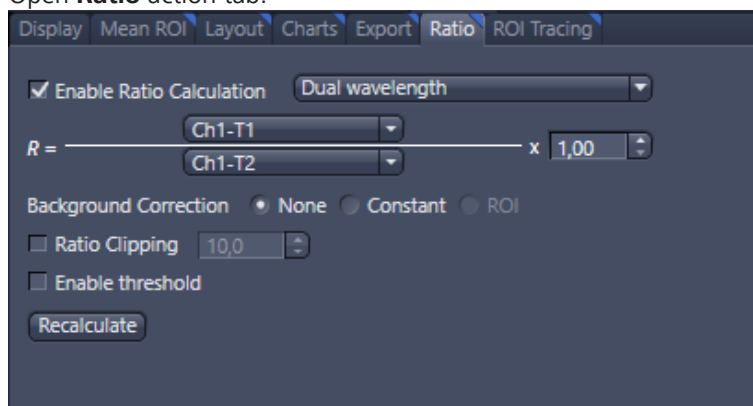 Open Ratio action tab.
Display Mean ROI Layout Charts Export Ratio ROI Tracing
Enable Ratio Calculation Dual wavelength
Ch1-T1
R = x 1,00
Ch1-T2
Background Correction None Constant ROI
Ratio Clipping 10,0
Enable threshold
Recalculate